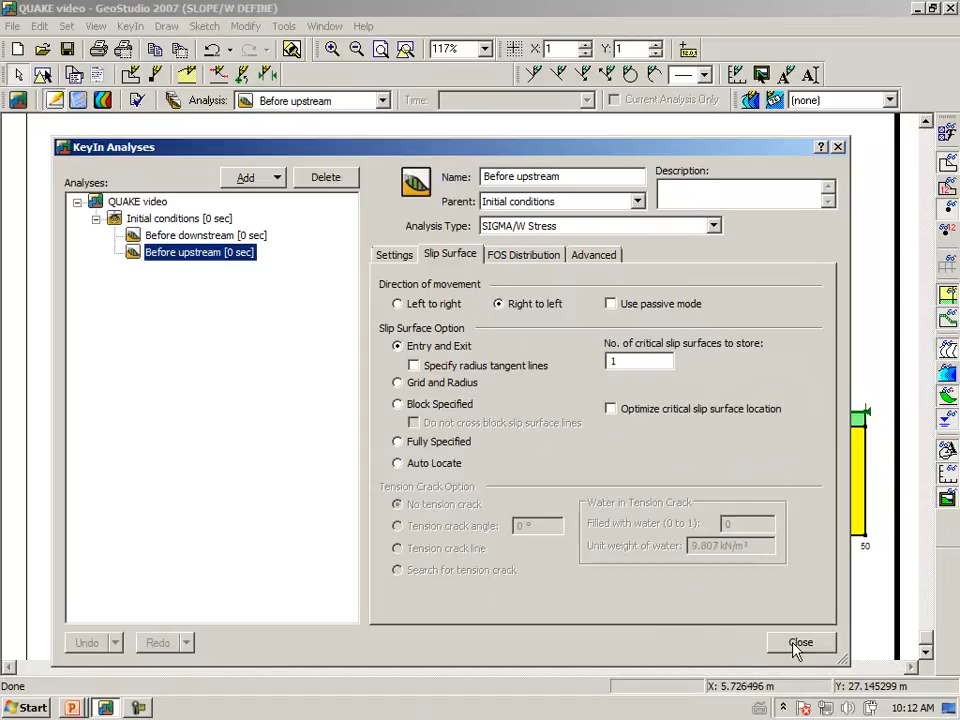 QUAKE video - GeoStudio 2007 (SLOPE/W DEFINE)
File Edit Set View KeyIn Draw Sketch Modify Tools Window Help
117% X: 1 Y: 1
Analysis: Before upstream Time: Current Analysis Only (none)
KeyIn Analyses
Analyses: Add Delete
QUAKE video
Initial conditions [0 sec]
Before downstream [0 sec]
Before upstream [0 sec]
Name: Before upstream Description:
Parent: Initial conditions
Analysis Type: SIGMA/W Stress
Settings Slip Surface FOS Distribution Advanced
Direction of movement
Left to right Right to left Use passive mode
Slip Surface Option
No. of critical slip surfaces to store:
Entry and Exit
1
Specify radius tangent lines
Grid and Radius
Block Specified
Optimize critical slip surface location
Do not cross block slip surface lines
Fully Specified
Auto Locate
Tension Crack Option
No tension crack
Tension crack angle: 0 °
Tension crack line
Search for tension crack
Water in Tension Crack
Filled with water (0 to 1): 0
Unit weight of water: 9.807 kN/m³
50
Undo Redo Close
Done X: 5.726496 m Y: 27.145299 m
Start 10:12 AM